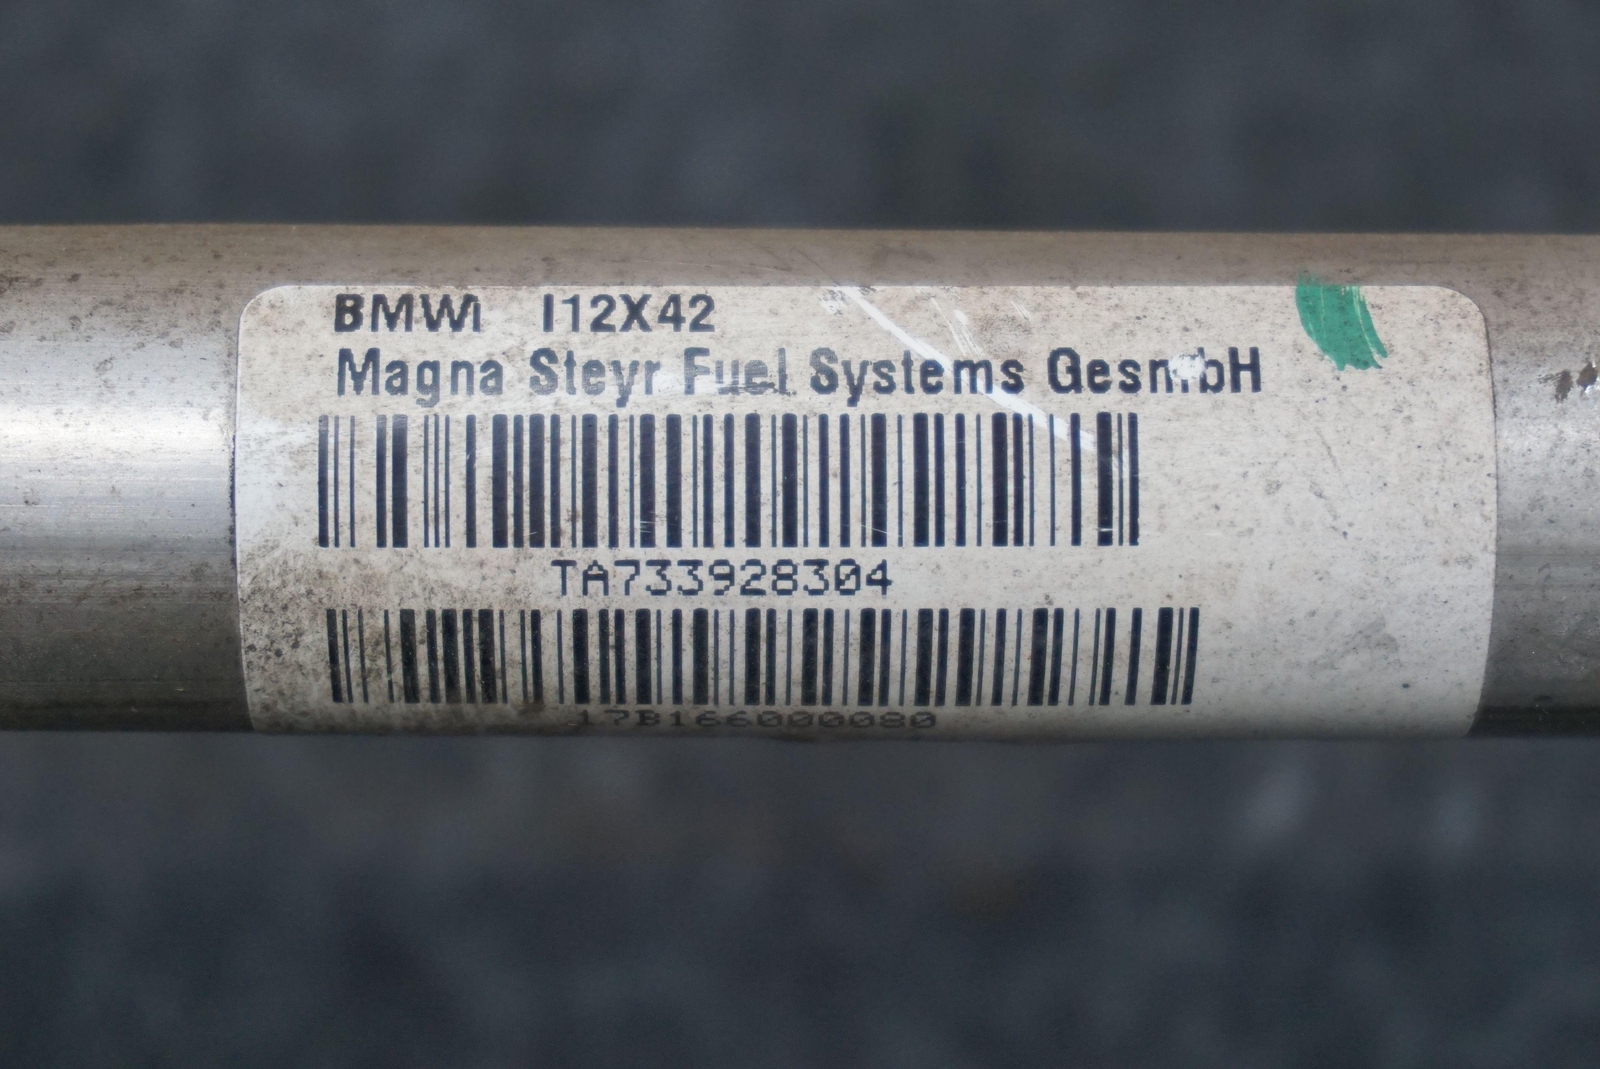 BMWi I12X42
Magna Steyr Fuel Systems GesmbH
TA733928304
17B166000080